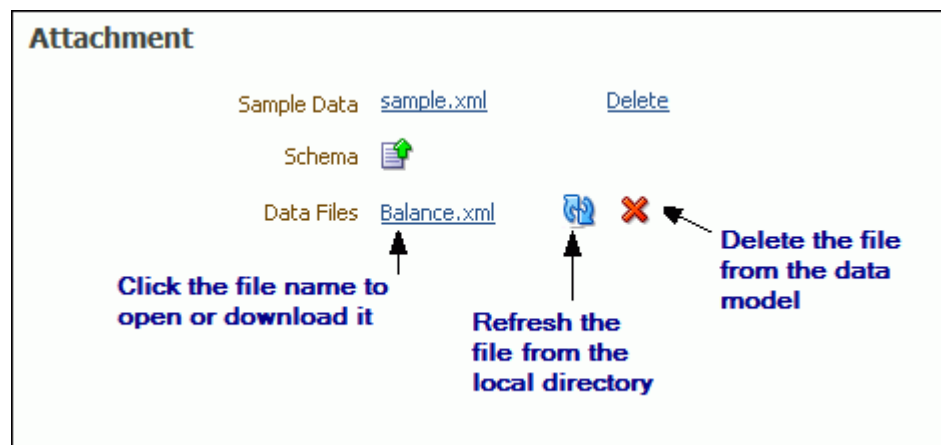 Attachment
Sample Data sample.xml Delete
Schema
Data Files Balance.xml
Click the file name to
open or download it
Refresh the
file from the
local directory
Delete the file
from the data
model